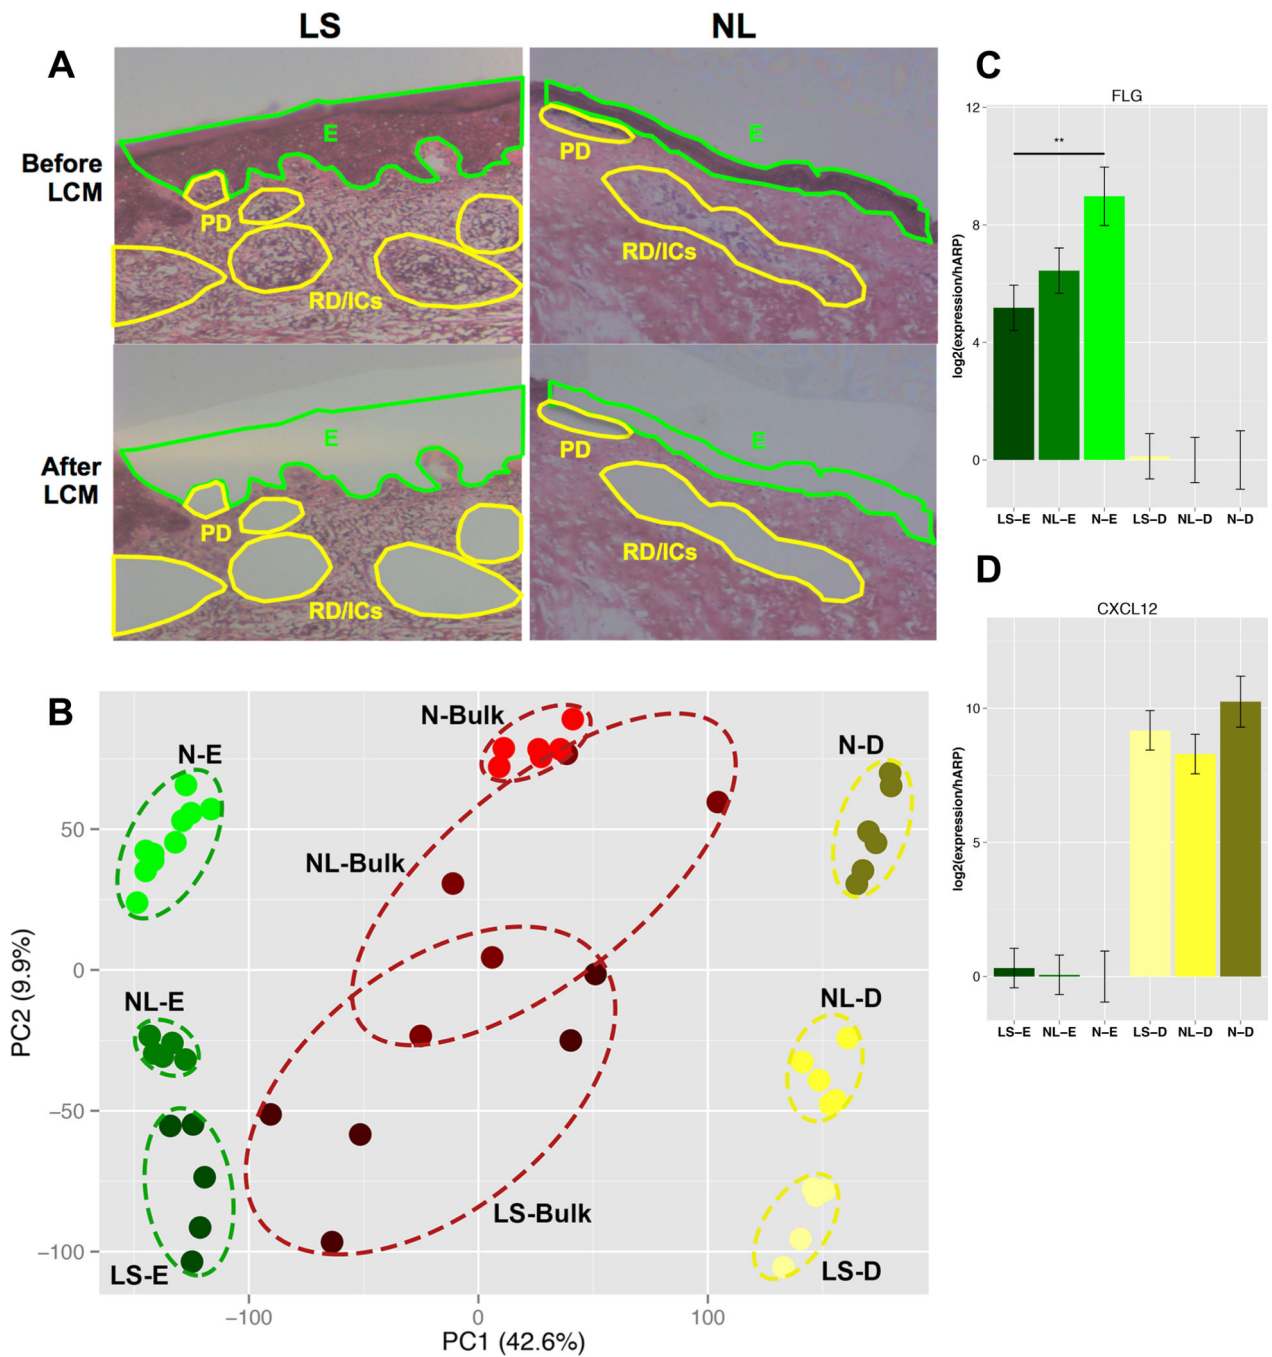 LS
NL
A
Before
LCM
E
PD
RD/ICs
E
PD
RD/ICs
After
LCM
E
PD
RD/ICs
E
PD
RD/ICs
B
N-Bulk
N-E
N-D
NL-Bulk
NL-E
NL-D
LS-Bulk
LS-E
LS-D
50
0
−50
−100
PC2 (9.9%)
−100
0
100
PC1 (42.6%)
C
FLG
12
8
4
0
**
log2(expression/hARP)
LS−E NL−E N−E LS−D NL−D N−D
D
CXCL12
10
5
0
log2(expression/hARP)
LS−E NL−E N−E LS−D NL−D N−D